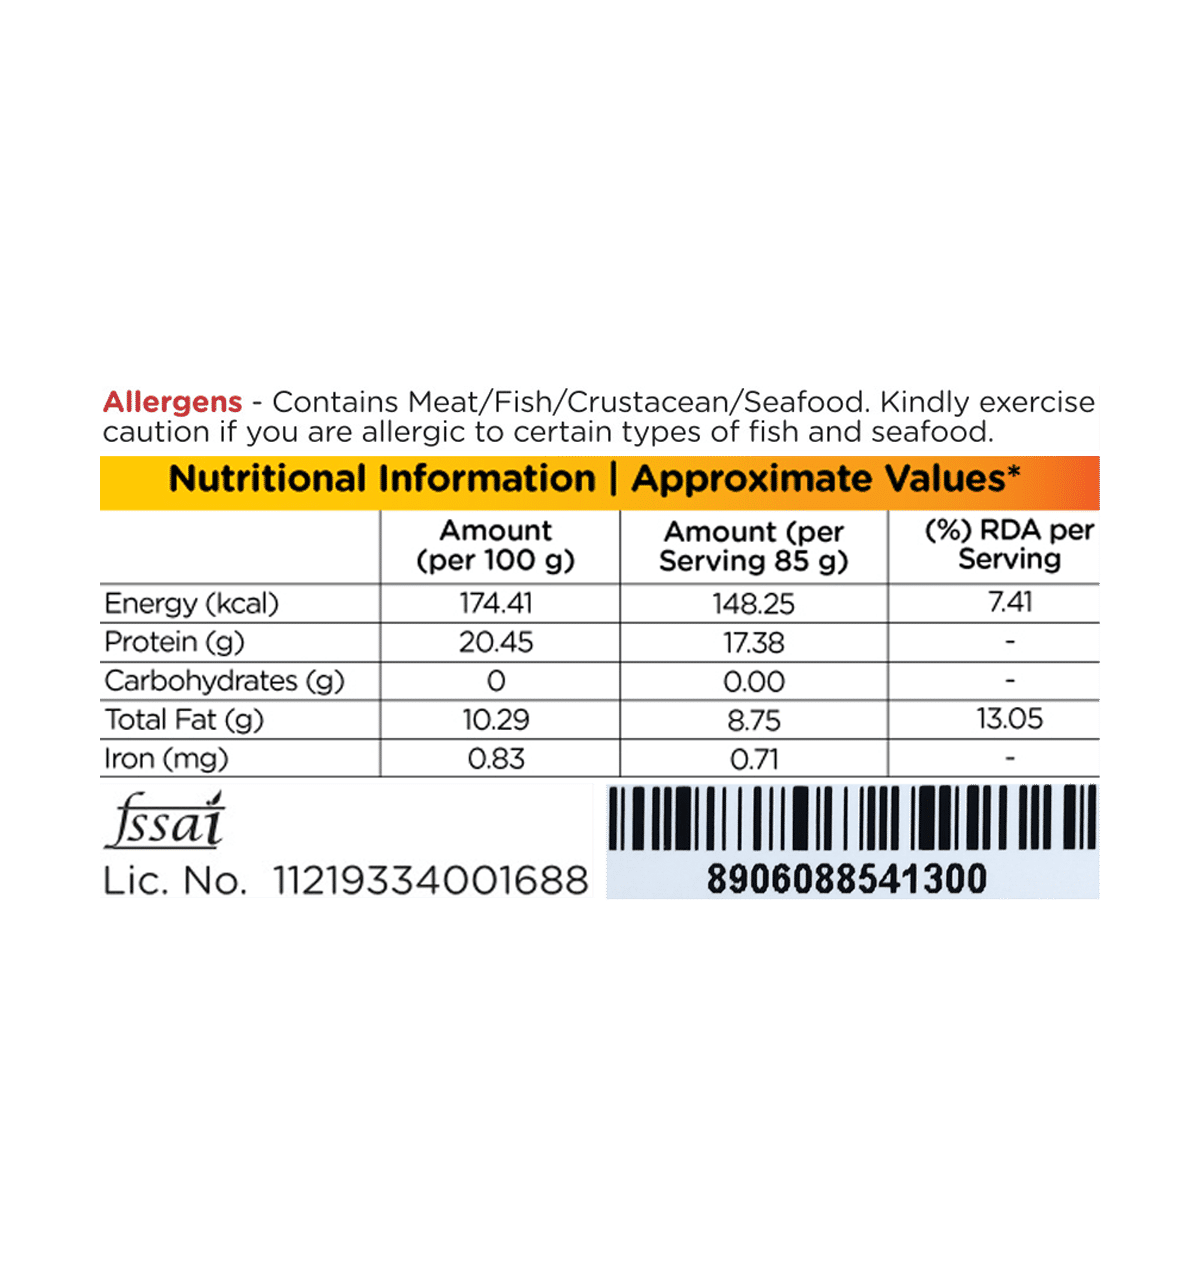 Allergens - Contains Meat/Fish/Crustacean/Seafood. Kindly exercise
caution if you are allergic to certain types of fish and seafood.
Nutritional Information | Approximate Values*
Amount (per 100 g) Amount (per Serving 85 g) (%) RDA per Serving
Energy (kcal) 174.41 148.25 7.41
Protein (g) 20.45 17.38 -
Carbohydrates (g) 0 0.00 -
Total Fat (g) 10.29 8.75 13.05
Iron (mg) 0.83 0.71 -
fssai
Lic. No. 11219334001688
8906088541300